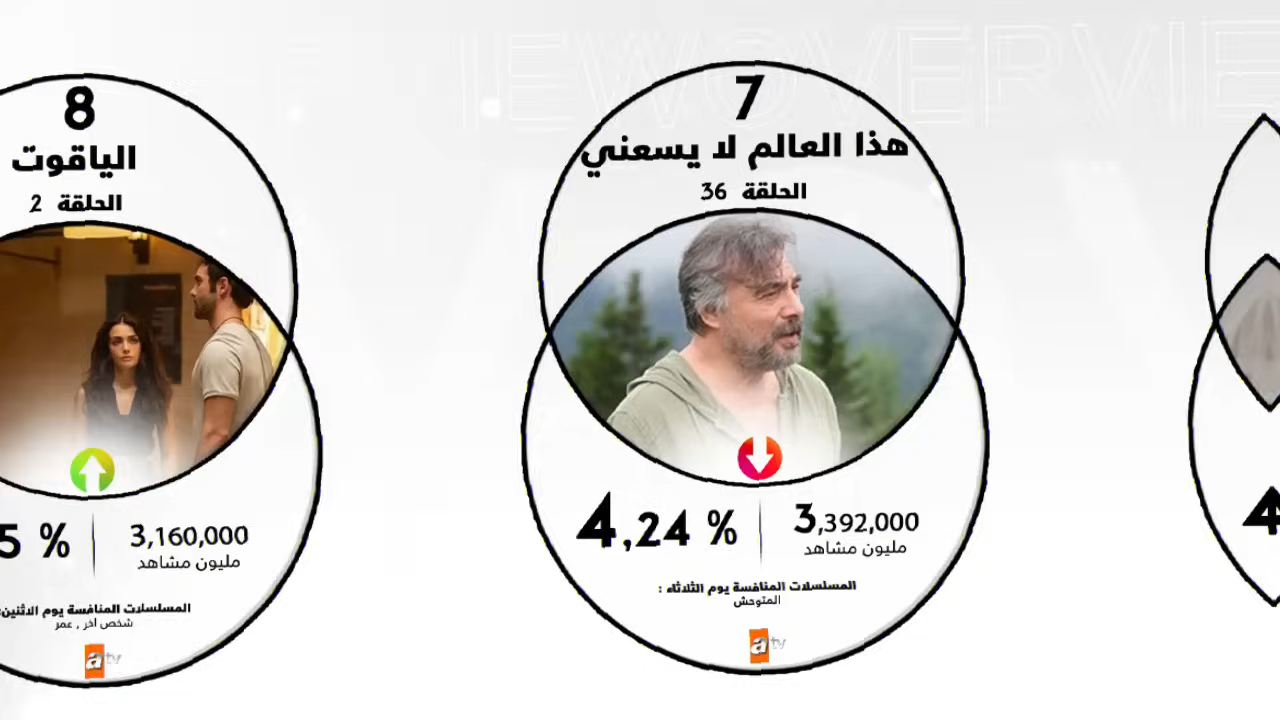 EWOVERVIE
8
الياقوت
الحلقة 2
5 %
3,160,000
مليون مشاهد
المسلسلات المنافسة يوم الاثنين:
شخص اخر , عمر
atv
7
هذا العالم لا يسعني
الحلقة 36
4,24 %
3,392,000
مليون مشاهد
المسلسلات المنافسة يوم الثلاثاء :
المتوحش
atv
4